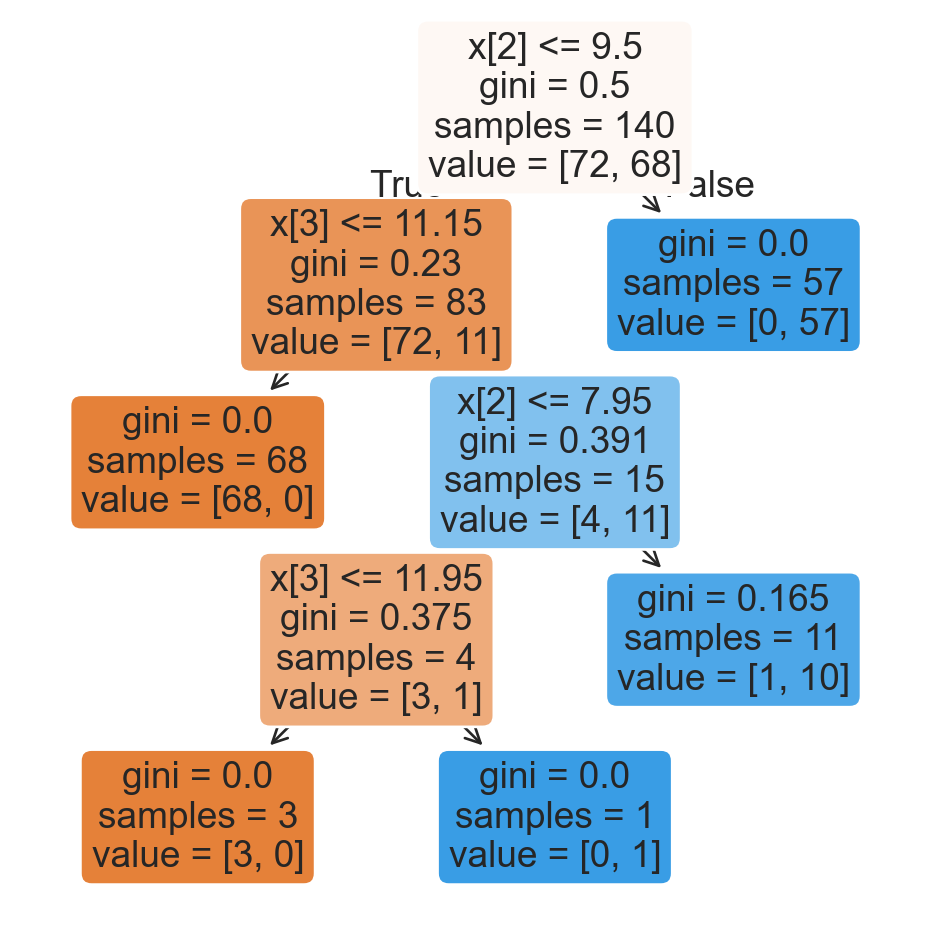 x[2] <= 9.5
gini = 0.5
samples = 140
value = [72, 68]
x[3] <= 11.15
gini = 0.23
samples = 83
value = [72, 11]
gini = 0.0
samples = 57
value = [0, 57]
gini = 0.0
samples = 68
value = [68, 0]
x[2] <= 7.95
gini = 0.391
samples = 15
value = [4, 11]
x[3] <= 11.95
gini = 0.375
samples = 4
value = [3, 1]
gini = 0.165
samples = 11
value = [1, 10]
gini = 0.0
samples = 3
value = [3, 0]
gini = 0.0
samples = 1
value = [0, 1]